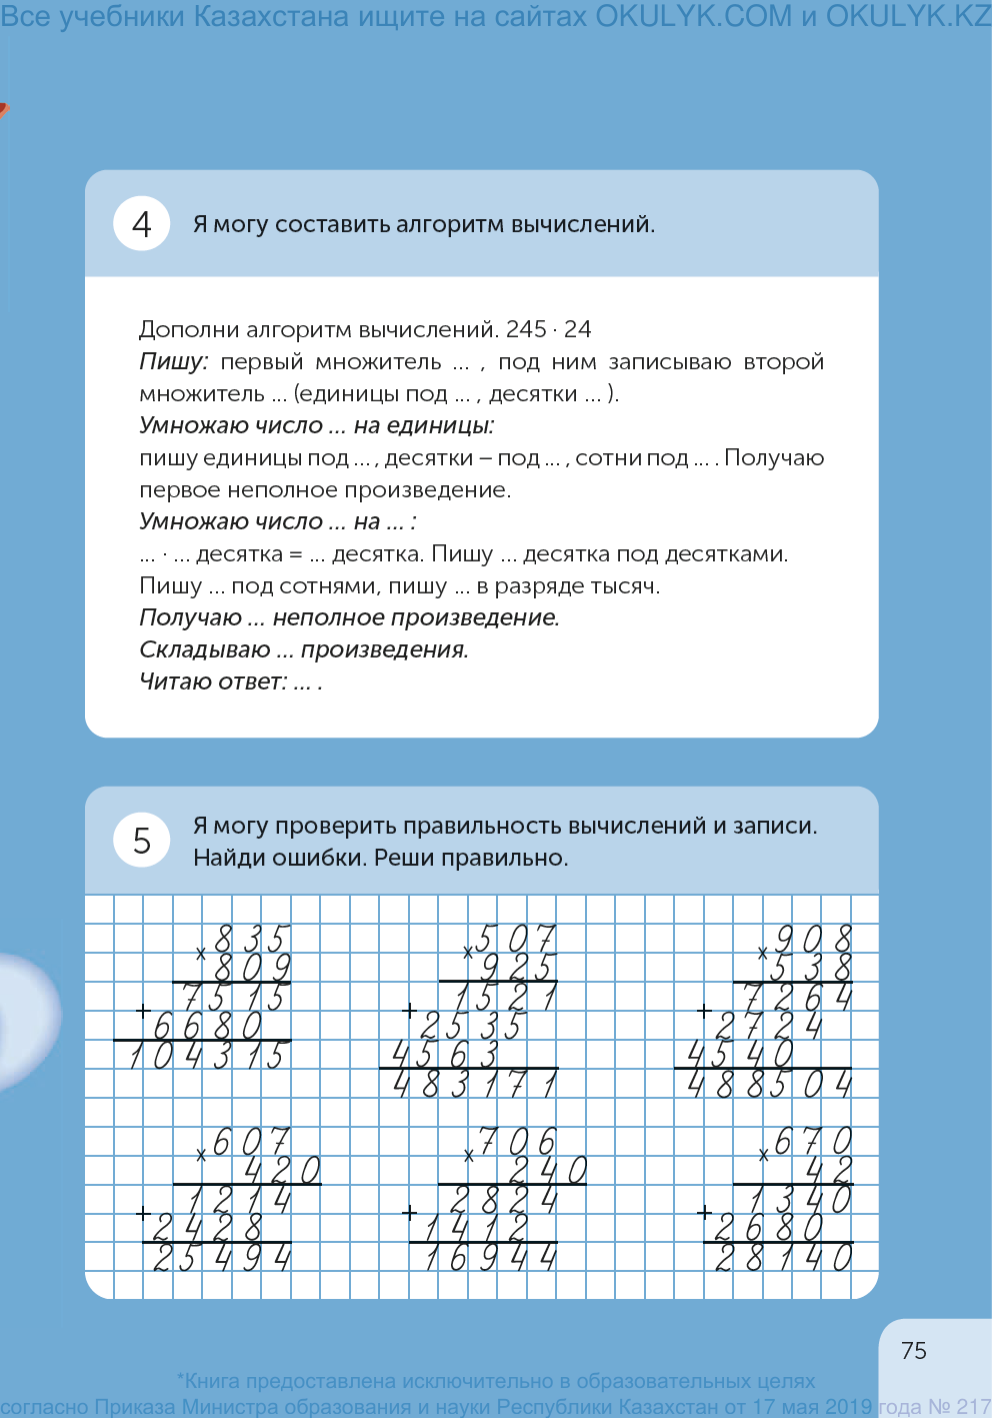 Все учебники Казахстана ищите на сайтах OKULYK.COM и OKULYK.KZ
4
Я могу составить алгоритм вычислений.
Дополни алгоритм вычислений. 245 · 24
Пишу: первый множитель ... , под ним записываю второй
множитель ... (единицы под ... , десятки ... ).
Умножаю число ... на единицы:
пишу единицы под ... , десятки – под ... , сотни под ... . Получаю
первое неполное произведение.
Умножаю число ... на ... :
... · ... десятка = ... десятка. Пишу ... десятка под десятками.
Пишу ... под сотнями, пишу ... в разряде тысяч.
Получаю ... неполное произведение.
Складываю ... произведения.
Читаю ответ: ... .
5
Я могу проверить правильность вычислений и записи.
Найди ошибки. Реши правильно.
× 835
809
+ 7515
6680
104315
× 507
925
+ 1521
2535
4563
483171
× 908
538
+ 7264
2724
4540
488504
× 607
420
+ 1214
2428
25494
× 706
240
+ 2824
1412
16944
× 670
42
+ 1340
2680
28140
75
*Книга предоставлена исключительно в образовательных целях
согласно Приказа Министра образования и науки Республики Казахстан от 17 мая 2019 года № 217